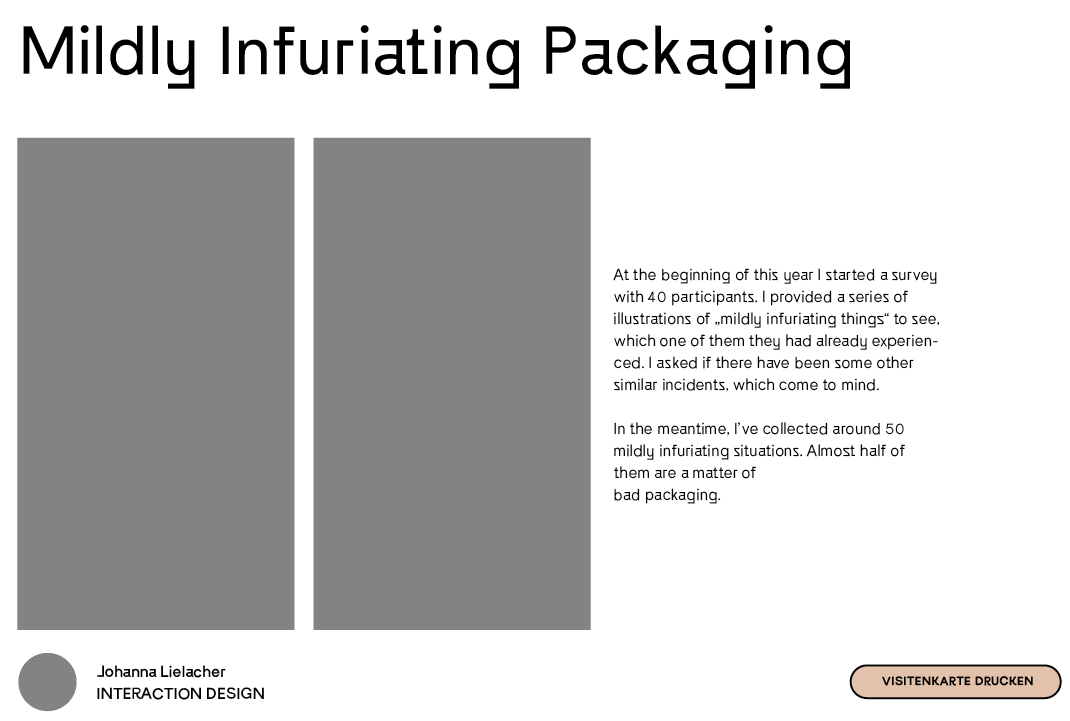 Mildly Infuriating Packaging
At the beginning of this year I started a survey
with 40 participants. I provided a series of
illustrations of „mildly infuriating things“ to see,
which one of them they had already experien-
ced. I asked if there have been some other
similar incidents, which come to mind.
In the meantime, I’ve collected around 50
mildly infuriating situations. Almost half of
them are a matter of
bad packaging.
Johanna Lielacher
INTERACTION DESIGN
VISITENKARTE DRUCKEN